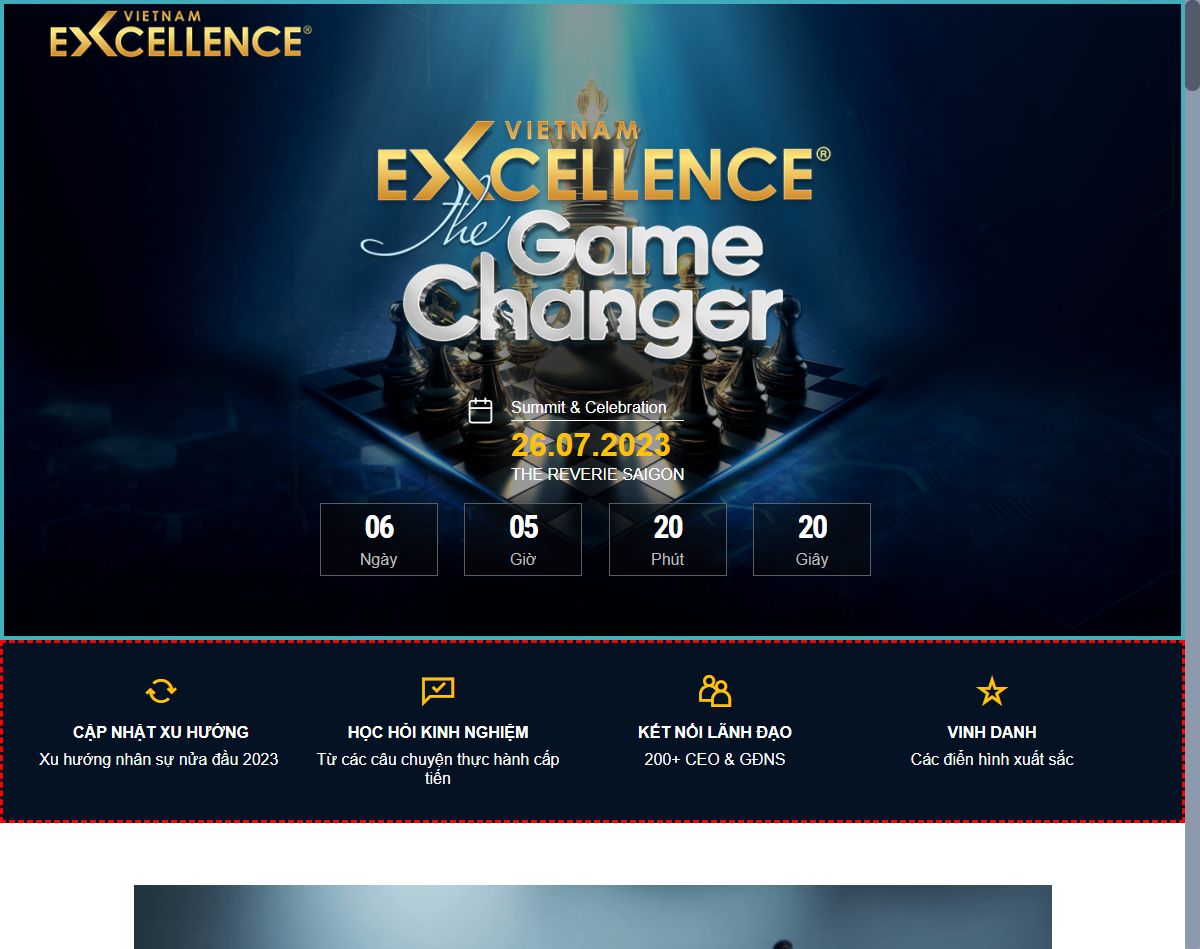 VIETNAM
EXCELLENCE®
VIETNAM
EXCELLENCE®
the Game
Changer
Summit & Celebration
26.07.2023
THE REVERIE SAIGON
06 05 20 20
Ngày Giờ Phút Giây
CẬP NHẬT XU HƯỚNG
Xu hướng nhân sự nửa đầu 2023
HỌC HỎI KINH NGHIỆM
Từ các câu chuyện thực hành cấp
tiến
KẾT NỐI LÃNH ĐẠO
200+ CEO & GĐNS
VINH DANH
Các điển hình xuất sắc